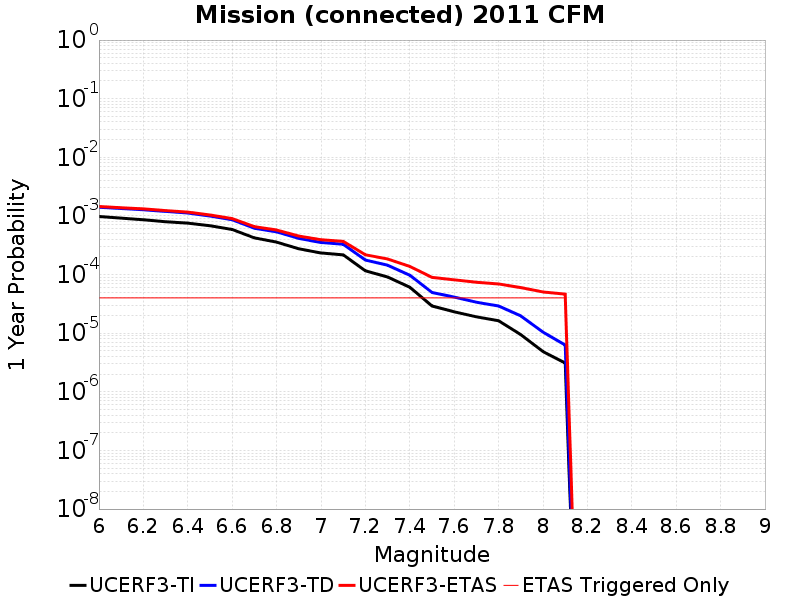 Mission (connected) 2011 CFM
1 Year Probability
10^0
10^-1
10^-2
10^-3
10^-4
10^-5
10^-6
10^-7
10^-8
6 6.2 6.4 6.6 6.8 7 7.2 7.4 7.6 7.8 8 8.2 8.4 8.6 8.8 9
Magnitude
UCERF3-TI UCERF3-TD UCERF3-ETAS ETAS Triggered Only